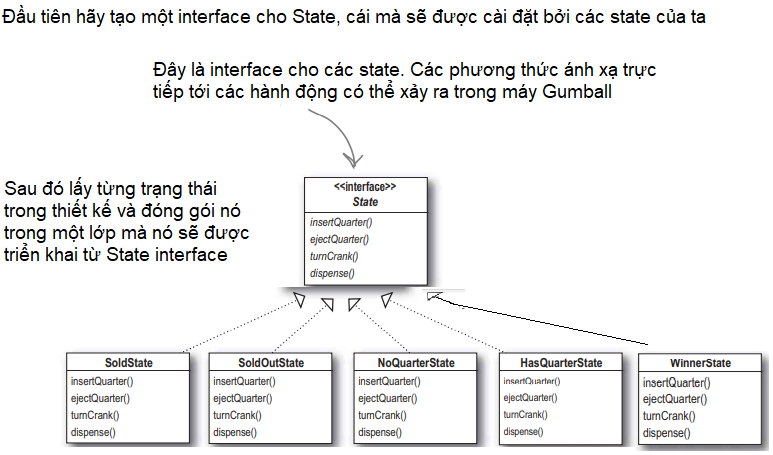 Đầu tiên hãy tạo một interface cho State, cái mà sẽ được cài đặt bởi các state của ta
Đây là interface cho các state. Các phương thức ánh xạ trực
tiếp tới các hành động có thể xảy ra trong máy Gumball
Sau đó lấy từng trạng thái
trong thiết kế và đóng gói nó
trong một lớp mà nó sẽ được
triển khai từ State interface
<<interface>>
State
insertQuarter()
ejectQuarter()
turnCrank()
dispense()
SoldState
insertQuarter()
ejectQuarter()
turnCrank()
dispense()
SoldOutState
insertQuarter()
ejectQuarter()
turnCrank()
dispense()
NoQuarterState
insertQuarter()
ejectQuarter()
turnCrank()
dispense()
HasQuarterState
insertQuarter()
ejectQuarter()
turnCrank()
dispense()
WinnerState
insertQuarter()
ejectQuarter()
turnCrank()
dispense()